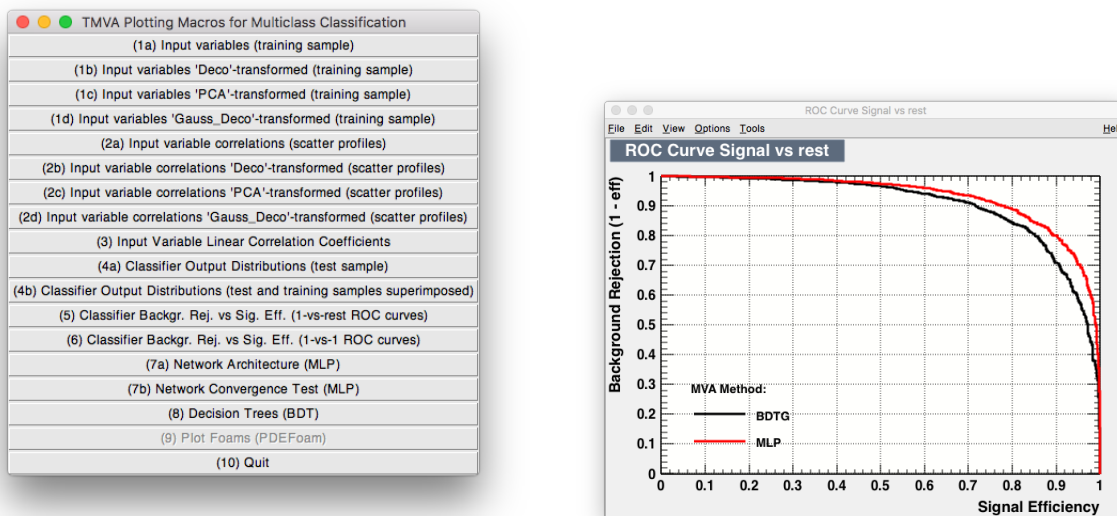 TMVA Plotting Macros for Multiclass Classification
(1a) Input variables (training sample)
(1b) Input variables 'Deco'-transformed (training sample)
(1c) Input variables 'PCA'-transformed (training sample)
(1d) Input variables 'Gauss_Deco'-transformed (training sample)
(2a) Input variable correlations (scatter profiles)
(2b) Input variable correlations 'Deco'-transformed (scatter profiles)
(2c) Input variable correlations 'PCA'-transformed (scatter profiles)
(2d) Input variable correlations 'Gauss_Deco'-transformed (scatter profiles)
(3) Input Variable Linear Correlation Coefficients
(4a) Classifier Output Distributions (test sample)
(4b) Classifier Output Distributions (test and training samples superimposed)
(5) Classifier Backgr. Rej. vs Sig. Eff. (1-vs-rest ROC curves)
(6) Classifier Backgr. Rej. vs Sig. Eff. (1-vs-1 ROC curves)
(7a) Network Architecture (MLP)
(7b) Network Convergence Test (MLP)
(8) Decision Trees (BDT)
(9) Plot Foams (PDEFoam)
(10) Quit
ROC Curve Signal vs rest
File Edit View Options Tools Hel
ROC Curve Signal vs rest
Background Rejection (1 - eff)
1
0.9
0.8
0.7
0.6
0.5
0.4
0.3
0.2
0.1
0
MVA Method:
BDTG
MLP
0 0.1 0.2 0.3 0.4 0.5 0.6 0.7 0.8 0.9 1
Signal Efficiency